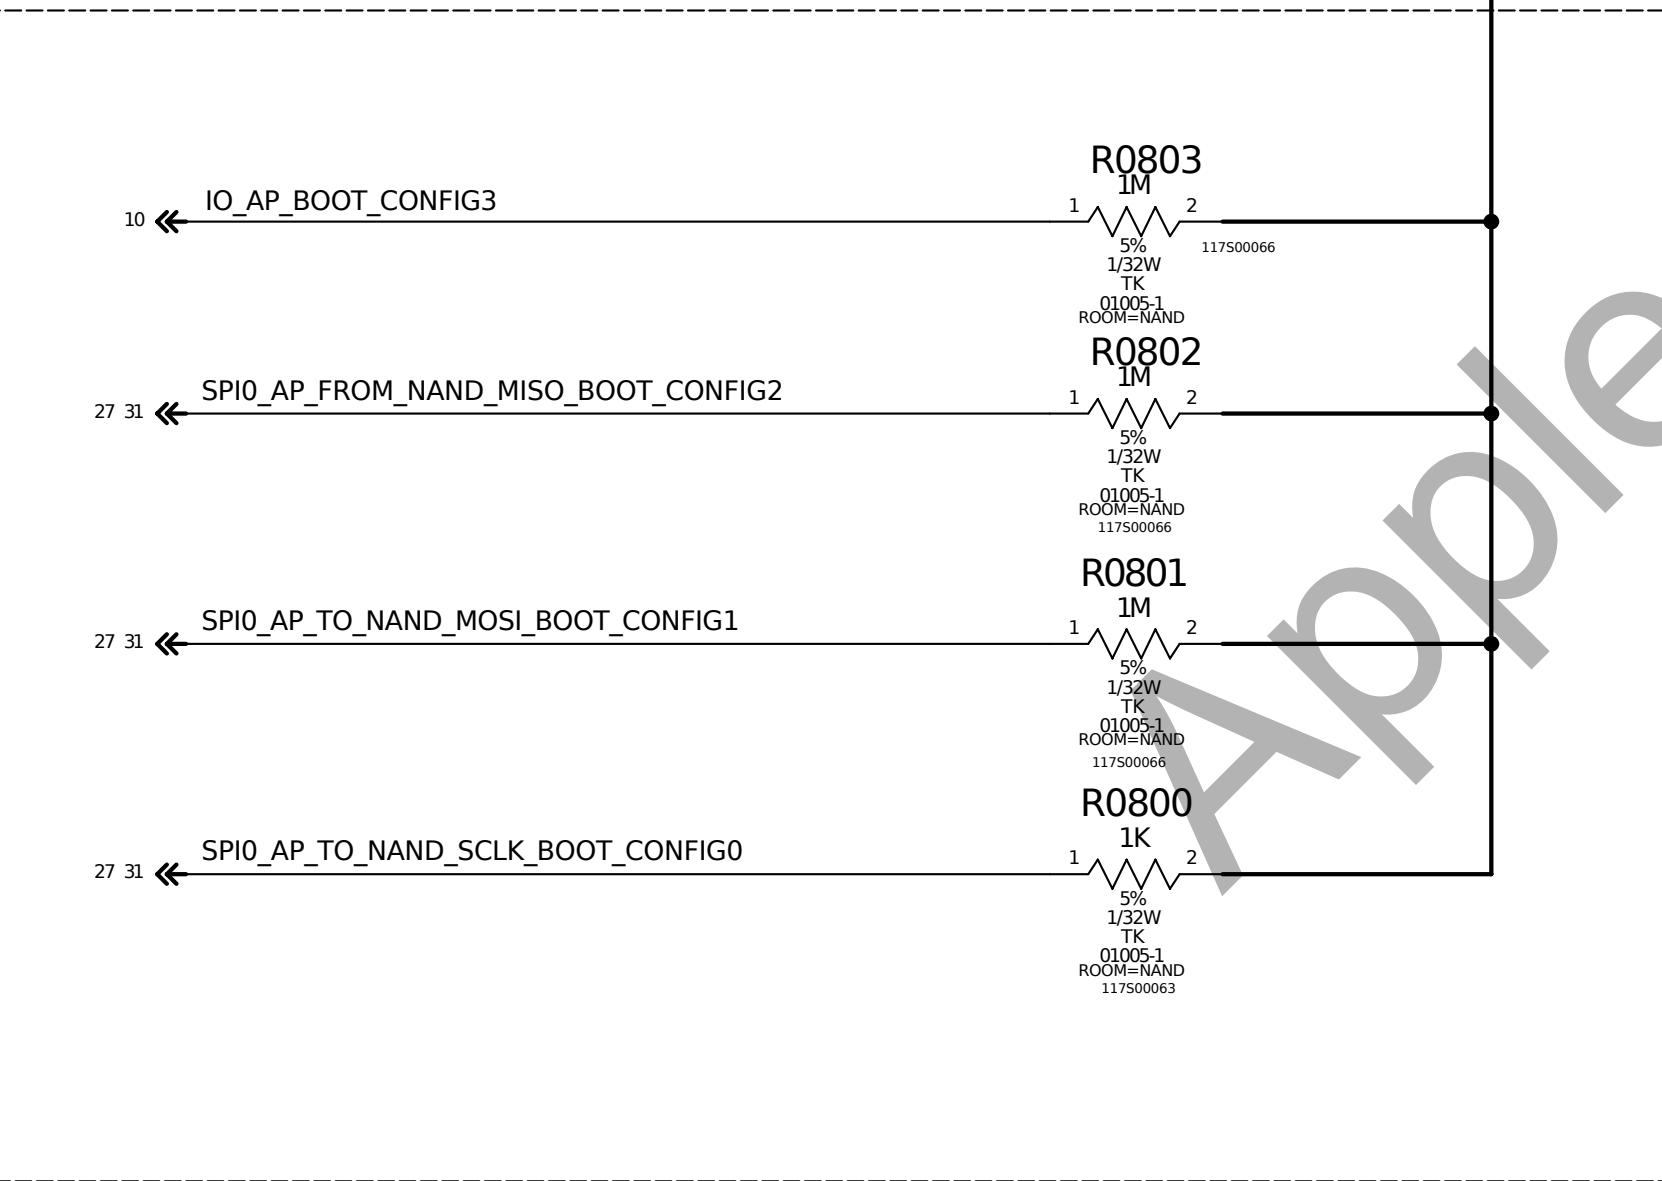 R0803
1M
IO_AP_BOOT_CONFIG3
10
1
2
5%
117S00066
1/32W
TK
01005-1
ROOM=NAND
R0802
1M
SPI0_AP_FROM_NAND_MISO_BOOT_CONFIG2
27 31
1
2
5%
1/32W
TK
01005-1
ROOM=NAND
117S00066
R0801
1M
SPI0_AP_TO_NAND_MOSI_BOOT_CONFIG1
27 31
1
2
5%
1/32W
TK
01005-1
ROOM=NAND
117S00066
R0800
1K
SPI0_AP_TO_NAND_SCLK_BOOT_CONFIG0
27 31
1
2
5%
1/32W
TK
01005-1
ROOM=NAND
117S00063
Apple